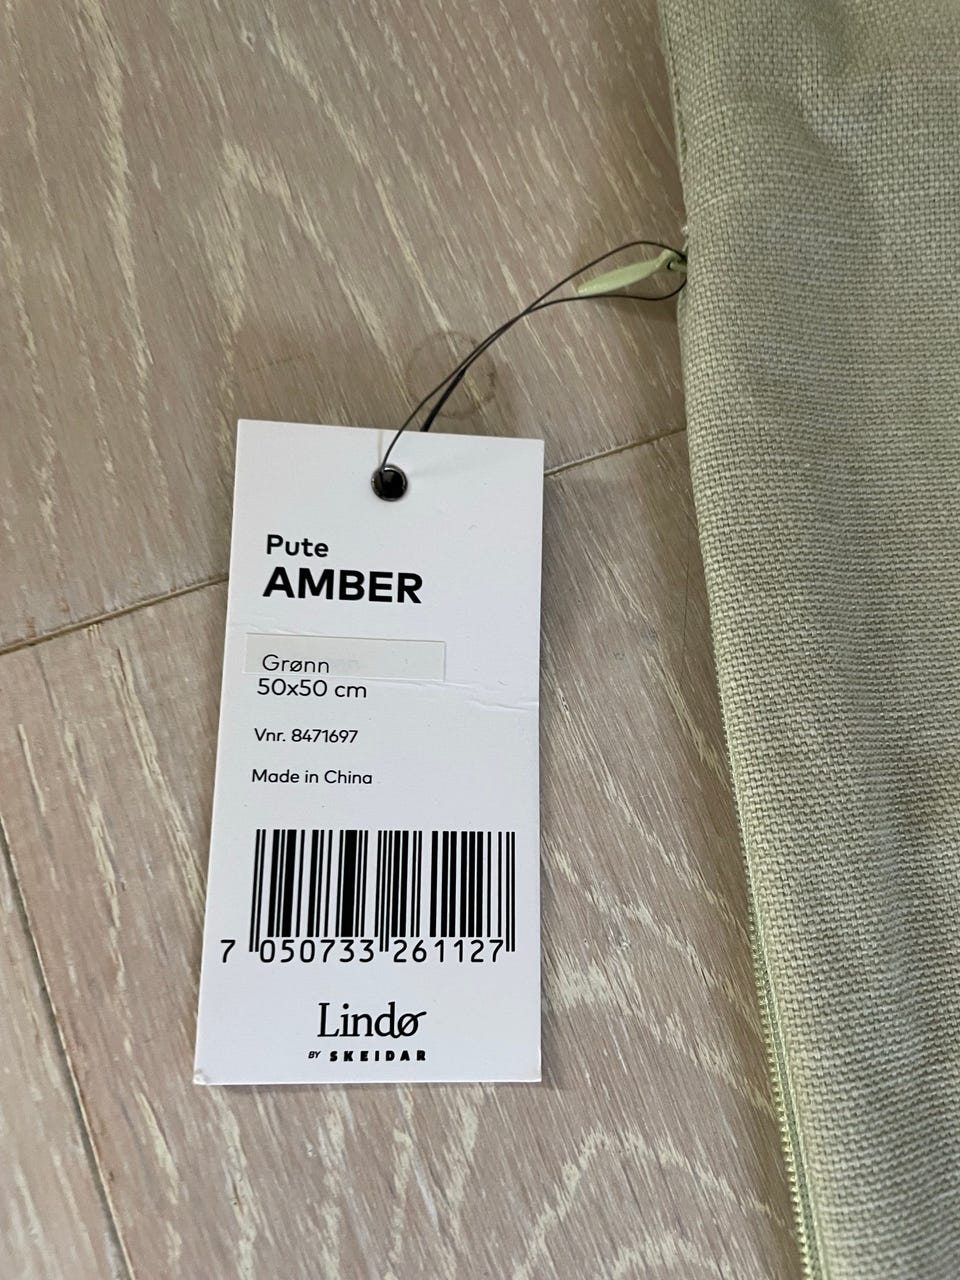 Pute
AMBER
Grønn
50x50 cm
Vnr. 8471697
Made in China
7 050733 261127
Lindø
BY SKEIDAR